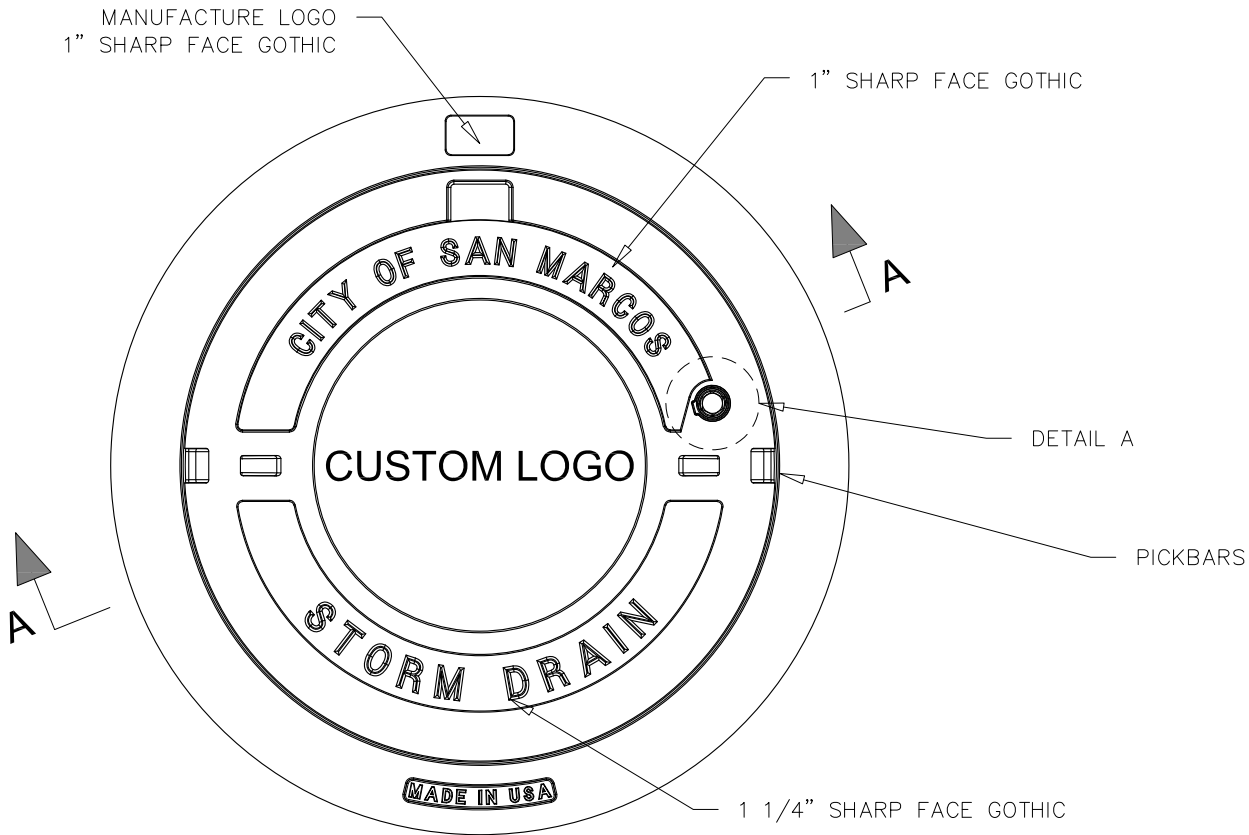 MANUFACTURE LOGO
1” SHARP FACE GOTHIC
1” SHARP FACE GOTHIC
CITY OF SAN MARCOS
A
DETAIL A
CUSTOM LOGO
PICKBARS
A
STORM DRAIN
MADE IN USA
1 1/4” SHARP FACE GOTHIC